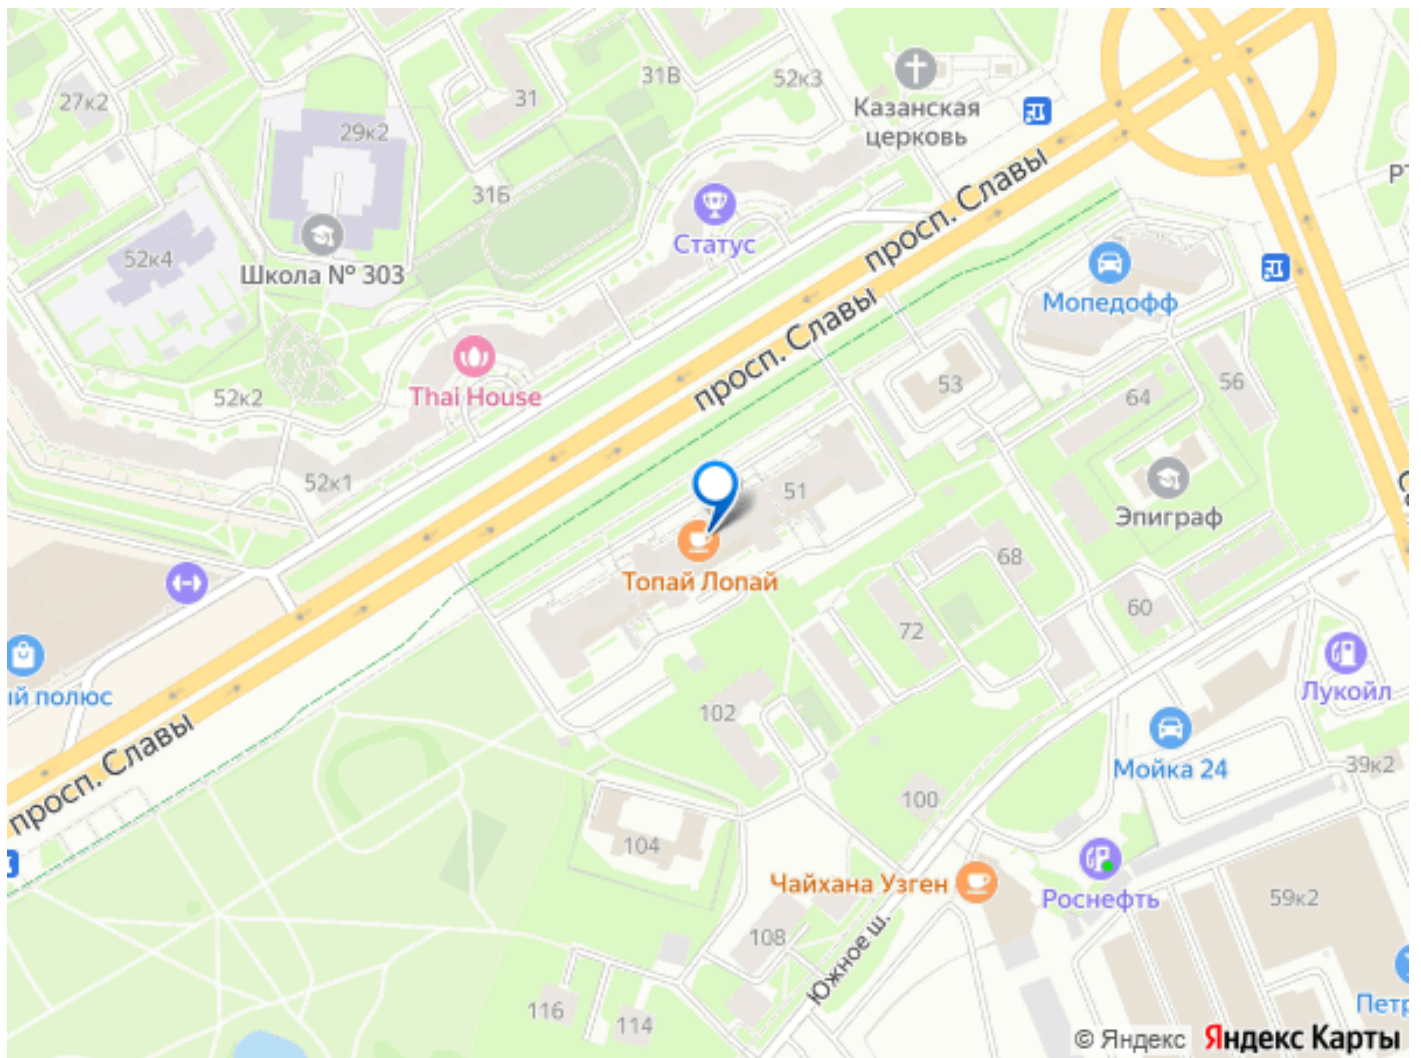 31В
52к3
27к2
31
Казанская
церковь
29к2
31Б
Статус
просп. Славы
52к4
Школа № 303
Мопедофф
просп. Славы
Thai House
52к2
53
64
56
52к1
51
Эпиграф
68
Топай Лопай
60
72
Лукойл
102
просп. Славы
Мойка 24
39к2
100
104
Чайхана Узген
Роснефть
59к2
108
Южное ш.
116
114
© Яндекс
Яндекс Карты